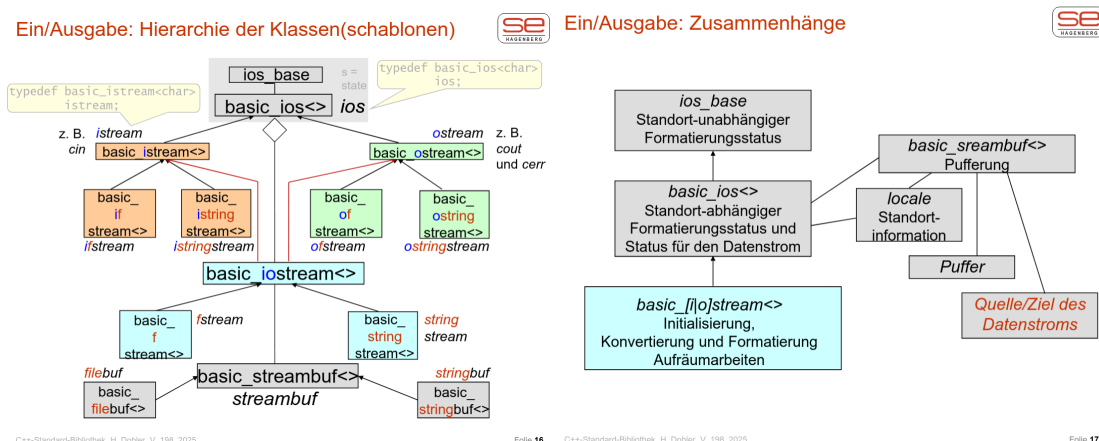 Ein/Ausgabe: Hierarchie der Klassen(schablonen)
se
HAGENBERG
typedef basic_istream<char>
istream;
ios_base
basic_ios<>
ios
s =
state
typedef basic_ios<char>
ios;
z. B.
cin
istream
basic_istream<>
ostream
basic_ostream<>
z. B.
cout
und cerr
basic_
if
stream<>
ifstream
basic_
istring
stream<>
istringstream
basic_
of
stream<>
ofstream
basic_
ostring
stream<>
ostringstream
basic_iostream<>
basic_
f
stream<>
fstream
basic_
string
stream<>
string
stream
filebuf
basic_
filebuf<>
basic_streambuf<>
streambuf
stringbuf
basic_
stringbuf<>
C++-Standard-Bibliothek, H. Dobler, V. 198, 2025
Folie 16
Ein/Ausgabe: Zusammenhänge
se
HAGENBERG
ios_base
Standort-unabhängiger
Formatierungsstatus
basic_ios<>
Standort-abhängiger
Formatierungsstatus und
Status für den Datenstrom
basic_[i|o]stream<>
Initialisierung,
Konvertierung und Formatierung
Aufräumarbeiten
basic_sreambuf<>
Pufferung
locale
Standort-
information
Puffer
Quelle/Ziel des
Datenstroms
C++-Standard-Bibliothek, H. Dobler, V. 198, 2025
Folie 17